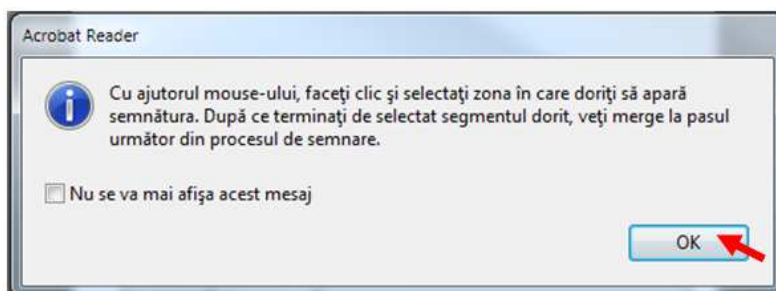 Acrobat Reader
Cu ajutorul mouse-ului, faceţi clic şi selectaţi zona în care doriţi să apară
semnătura. După ce terminaţi de selectat segmentul dorit, veţi merge la pasul
următor din procesul de semnare.
Nu se va mai afişa acest mesaj
OK